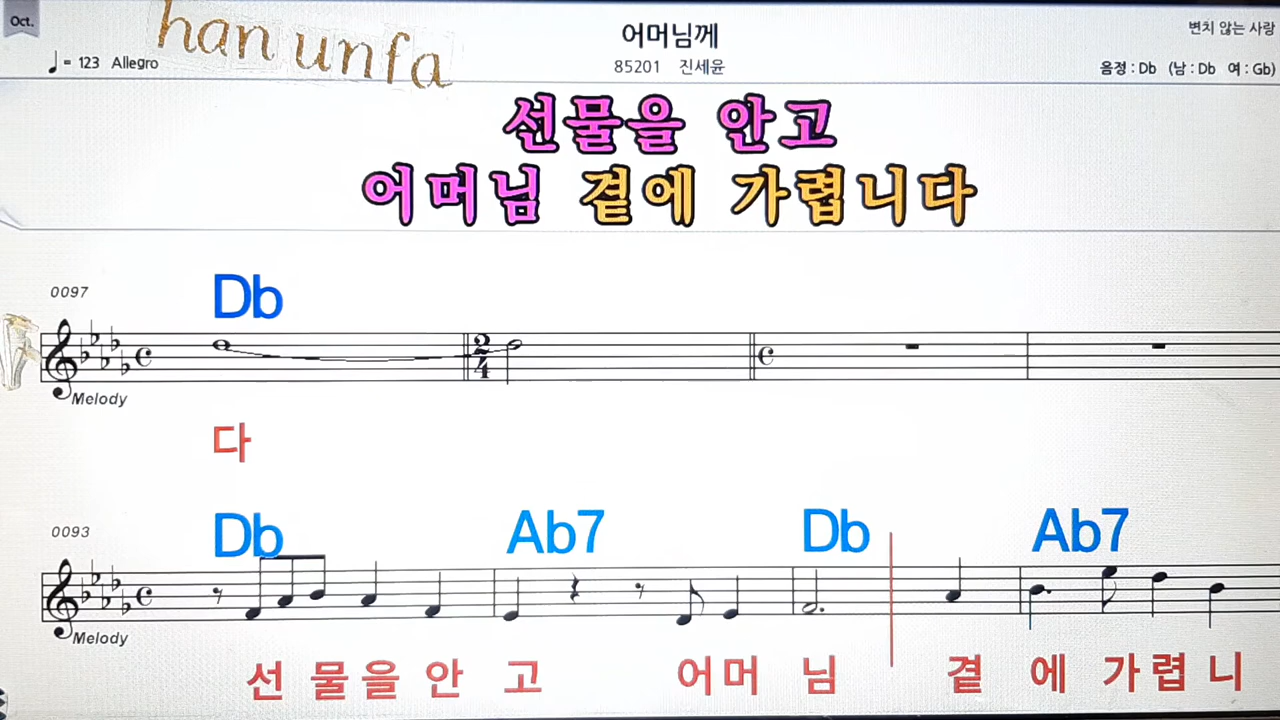 Oct.
han unfa
어머님께
변치 않는 사랑
♩= 123 Allegro
85201 진세윤
음정 : Db (남 : Db 여 : Gb)
선물을 안고
어머님 곁에 가렵니다
0097
Db
2
4
Melody
다
0093
Db Ab7 Db Ab7
Melody
선 물 을 안 고 어 머 님 곁 에 가 렵 니